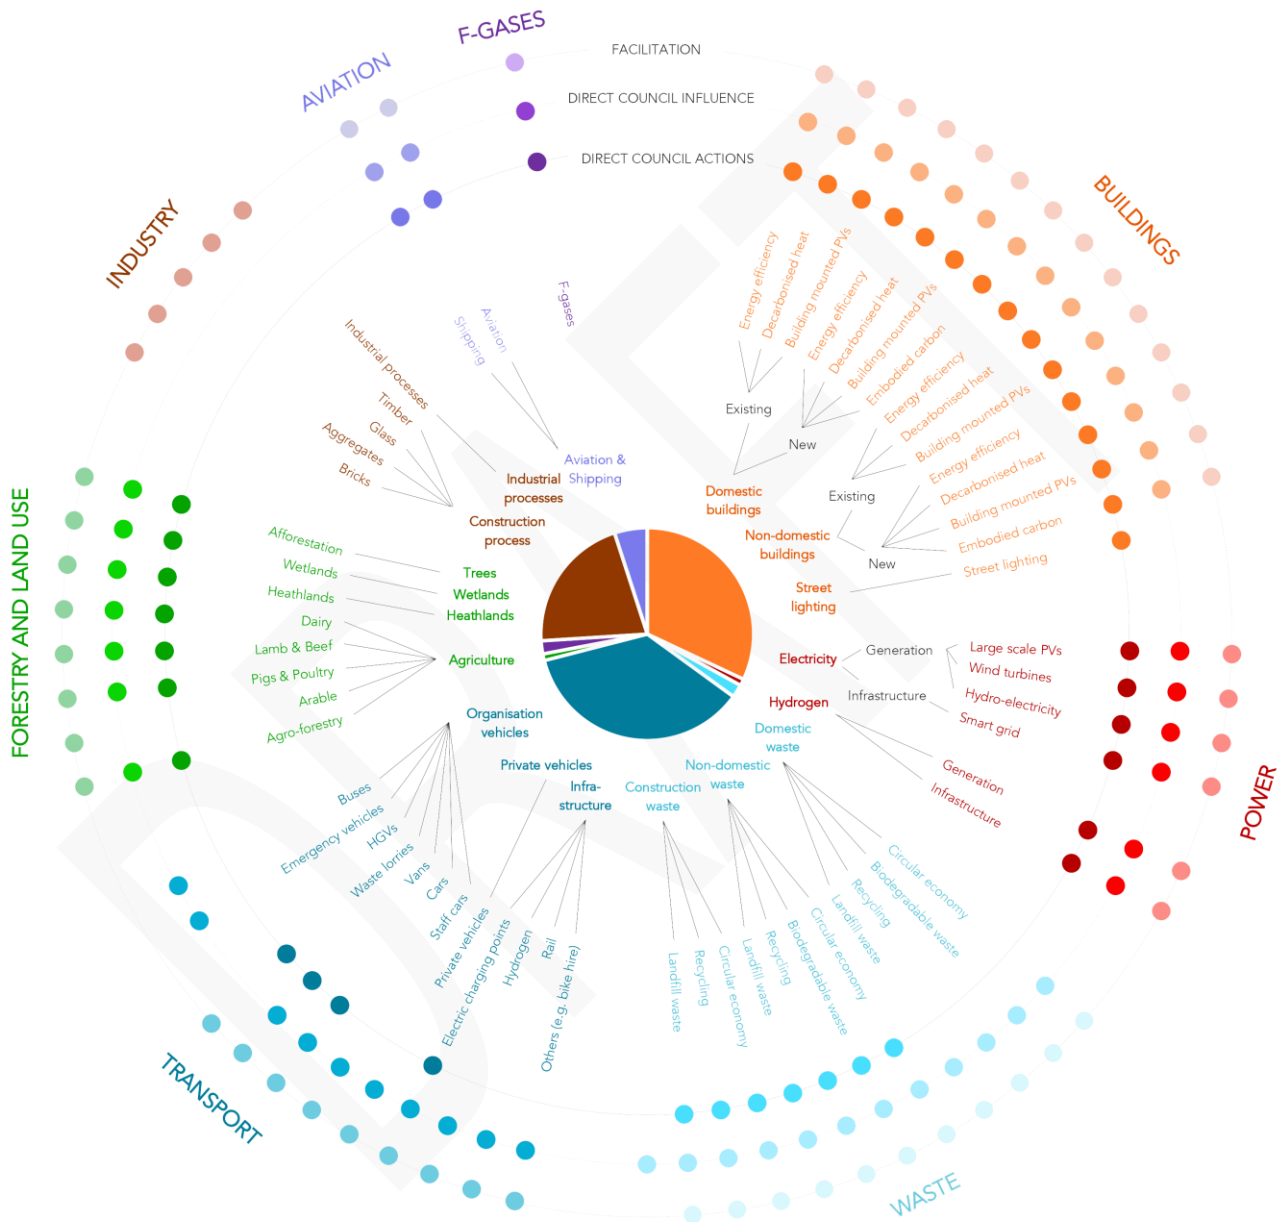 F-GASES
AVIATION
INDUSTRY
FORESTRY AND LAND USE
TRANSPORT
WASTE
POWER
BUILDINGS
FACILITATION
DIRECT COUNCIL INFLUENCE
DIRECT COUNCIL ACTIONS
F-gases
Aviation
Shipping
Aviation &
Shipping
Industrial processes
Timber
Glass
Aggregates
Bricks
Industrial
processes
Construction
process
Afforestation
Wetlands
Heathlands
Dairy
Lamb & Beef
Pigs & Poultry
Arable
Agro-forestry
Trees
Wetlands
Heathlands
Agriculture
Organisation
vehicles
Private vehicles
Infra-
structure
Buses
Emergency vehicles
HGVs
Waste lorries
Vans
Cars
Staff cars
Private vehicles
Electric charging points
Hydrogen
Rail
Others (e.g. bike hire)
Construction
waste
Non-domestic
waste
Domestic
waste
Landfill waste
Recycling
Circular economy
Landfill waste
Recycling
Biodegradable waste
Circular economy
Landfill waste
Recycling
Biodegradable waste
Circular economy
Electricity
Hydrogen
Generation
Infrastructure
Large scale PVs
Wind turbines
Hydro-electricity
Smart grid
Generation
Infrastructure
Domestic
buildings
Non-domestic
buildings
Street
lighting
Existing
New
Existing
New
Energy efficiency
Decarbonised heat
Building mounted PVs
Energy efficiency
Decarbonised heat
Building mounted PVs
Embodied carbon
Energy efficiency
Decarbonised heat
Building mounted PVs
Energy efficiency
Decarbonised heat
Building mounted PVs
Embodied carbon
Street lighting
DRAFT